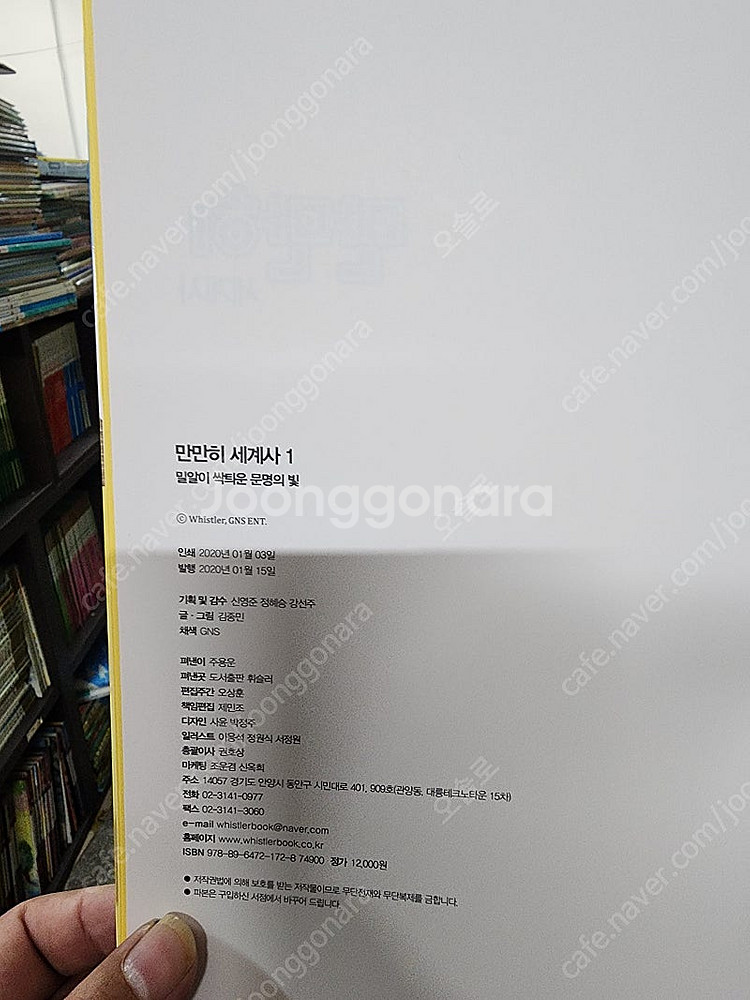 만만히 세계사 1
밀알이 싹틔운 문명의 빛
ⓒ Whistler, GNS ENT.
인쇄 2020년 01월 03일
발행 2020년 01월 15일
기획 및 감수 신영준 정혜승 강선주
글·그림 김종민
채색 GNS
펴낸이 주용운
펴낸곳 도서출판 휘슬러
편집주간 오상훈
책임편집 제민조
디자인 사윤 박정주
일러스트 이용선 정원식 서정원
총괄이사 권호상
마케팅 조운겸 신옥희
주소 14057 경기도 안양시 동안구 시민대로 401, 909호(관양동, 대륭테크노타운 15차)
전화 02-3141-0977
팩스 02-3141-3060
e-mail whistlerbook@naver.com
홈페이지 www.whistlerbook.co.kr
ISBN 978-89-6472-172-8 74900 정가 12,000원
● 저작권법에 의해 보호를 받는 저작물이므로 무단전재와 무단복제를 금합니다.
● 파본은 구입하신 서점에서 바꾸어 드립니다.
Joonggonara
cafe.naver.com/joonggonara
오슬로